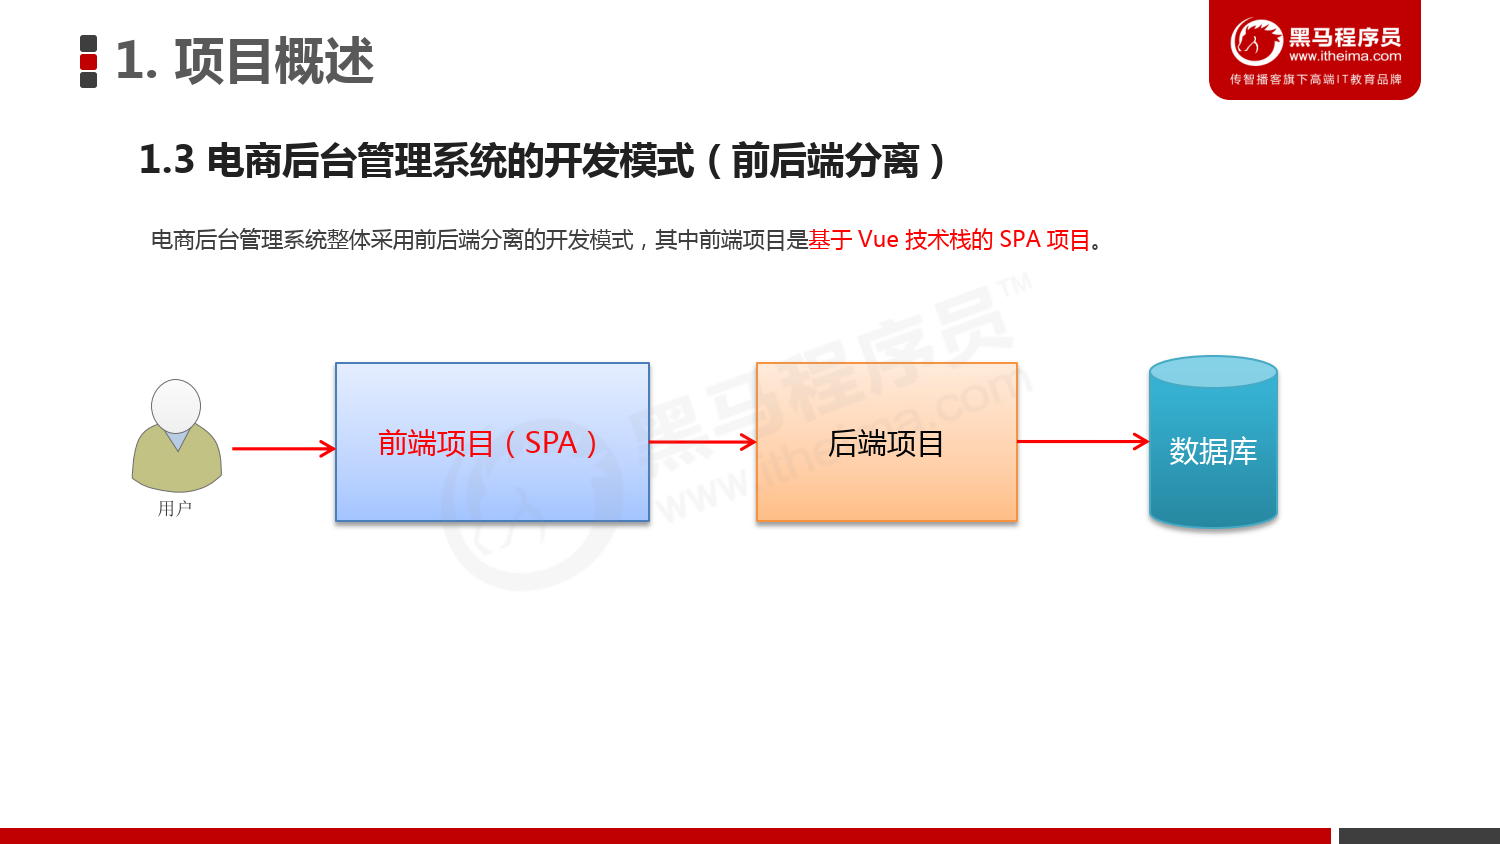 1. 项目概述
黑马程序员
www.itheima.com
传智播客旗下高端IT教育品牌
1.3 电商后台管理系统的开发模式（前后端分离）
电商后台管理系统整体采用前后端分离的开发模式，其中前端项目是基于 Vue 技术栈的 SPA 项目。
黑马程序员™
www.itheima.com
前端项目（SPA）
后端项目
数据库
用户